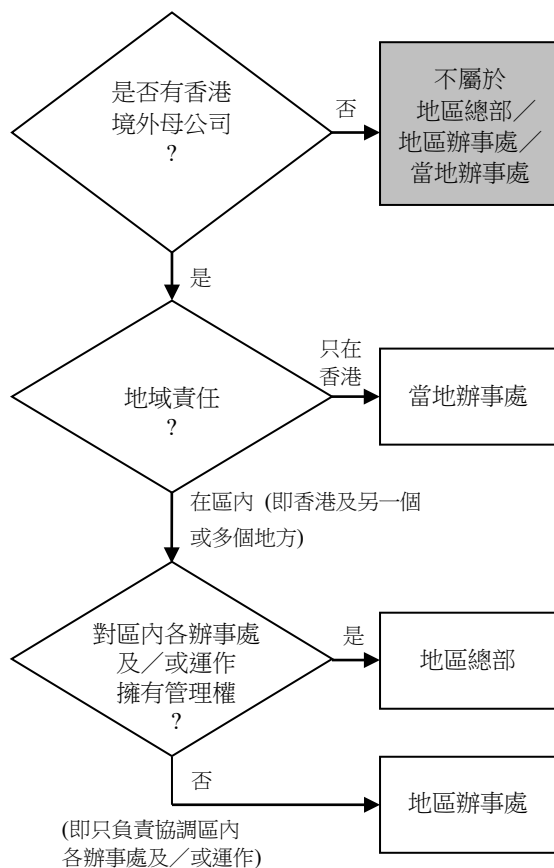 是否有香港
境外母公司
?
否
不屬於
地區總部／
地區辦事處／
當地辦事處
是
地域責任
?
只在
香港
當地辦事處
在區內 (即香港及另一個
或多個地方)
對區內各辦事處
及／或運作
擁有管理權
?
是
地區總部
否
(即只負責協調區內
各辦事處及／或運作)
地區辦事處